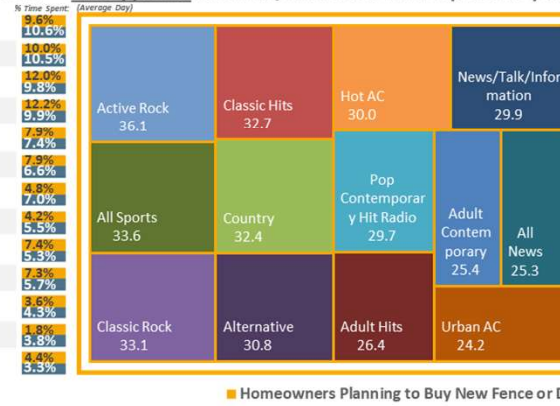 % Time Spent: (Average Day)
9.6%
10.6%
10.0%
10.5%
12.0%
9.8%
12.2%
9.9%
7.9%
7.4%
7.9%
6.6%
4.8%
7.0%
4.2%
5.5%
7.4%
5.3%
7.3%
5.7%
3.6%
4.3%
1.8%
3.8%
4.4%
3.3%
Active Rock
36.1
Classic Hits
32.7
Hot AC
30.0
News/Talk/Infor
mation
29.9
All Sports
33.6
Country
32.4
Pop
Contemporar
y Hit Radio
29.7
Adult
Contem
porary
25.4
All
News
25.3
Classic Rock
33.1
Alternative
30.8
Adult Hits
26.4
Urban AC
24.2
Homeowners Planning to Buy New Fence or